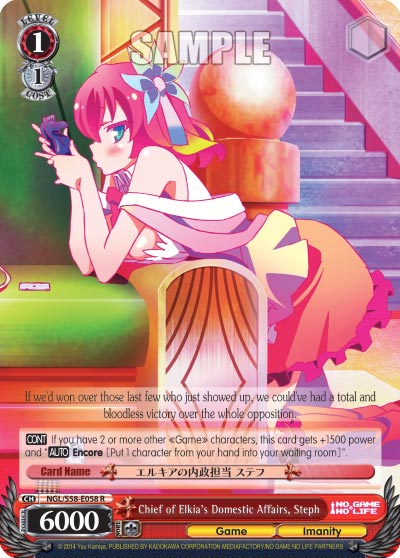 LEVEL
1
SAMPLE
1
COST
If we'd won over those last few who just showed up, we could've had a total and
bloodless victory over the whole opposition.
CONT If you have 2 or more other «Game» characters, this card gets +1500 power
and "AUTO Encore [Put 1 character from your hand into your waiting room]".
Card Name エルキアの内政担当 ステフ
CH NGL/S58-E058 R
Chief of Elkia's Domestic Affairs, Steph
NO GAME NO LIFE
POWER
6000
Game
Imanity
© 2014 Yuu Kamiya, PUBLISHED BY KADOKAWA CORPORATION MEDIAFACTORY/NO GAME NO LIFE PARTNERS